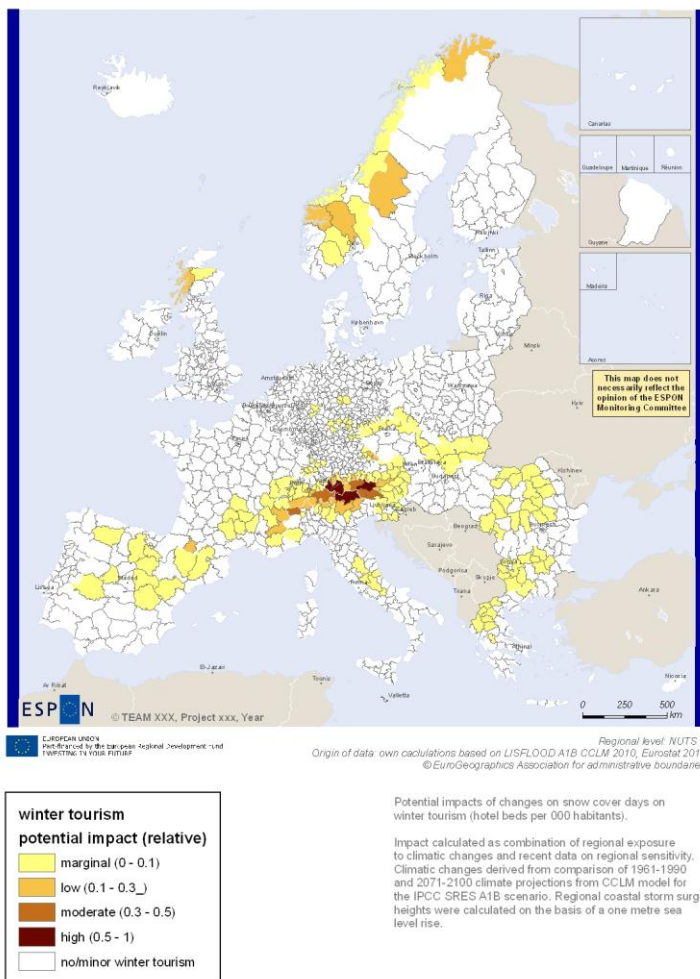 Reykjavik
Canarias
Guadeloupe
Martinique
Réunion
Guyane
Madeira
Helsinki
Oslo
Tallinn
Stockholm
Riga
København
Dublin
Minsk
Amsterdam
This map does not
necessarily reflect the
opinion of the ESPON
Monitoring Committee
Kishinev
Zagreb
Beograd
Sarajevo
Podgorica
Skopje
Tirana
Madrid
Ankara
Ar Ribat
El-Jazair
Tunis
Valletta
ESPON
© TEAM XXX, Project xxx, Year
0 250 500
km
EUROPEAN UNION
Part-financed by the European Regional Development Fund
INVESTING IN YOUR FUTURE
Regional level: NUTS
Origin of data: own caclulations based on LISFLOOD A1B CCLM 2010, Eurostat 201
© EuroGeographics Association for administrative boundarie
winter tourism
potential impact (relative)
marginal (0 - 0.1)
low (0.1 - 0.3_)
moderate (0.3 - 0.5)
high (0.5 - 1)
no/minor winter tourism
Potential impacts of changes on snow cover days on
winter tourism (hotel beds per 000 habitants).
Impact calculated as combination of regional exposure
to climatic changes and recent data on regional sensitivity.
Climatic changes derived from comparison of 1961-1990
and 2071-2100 climate projections from CCLM model for
the IPCC SRES A1B scenario. Regional coastal storm surg
heights were calculated on the basis of a one metre sea
level rise.